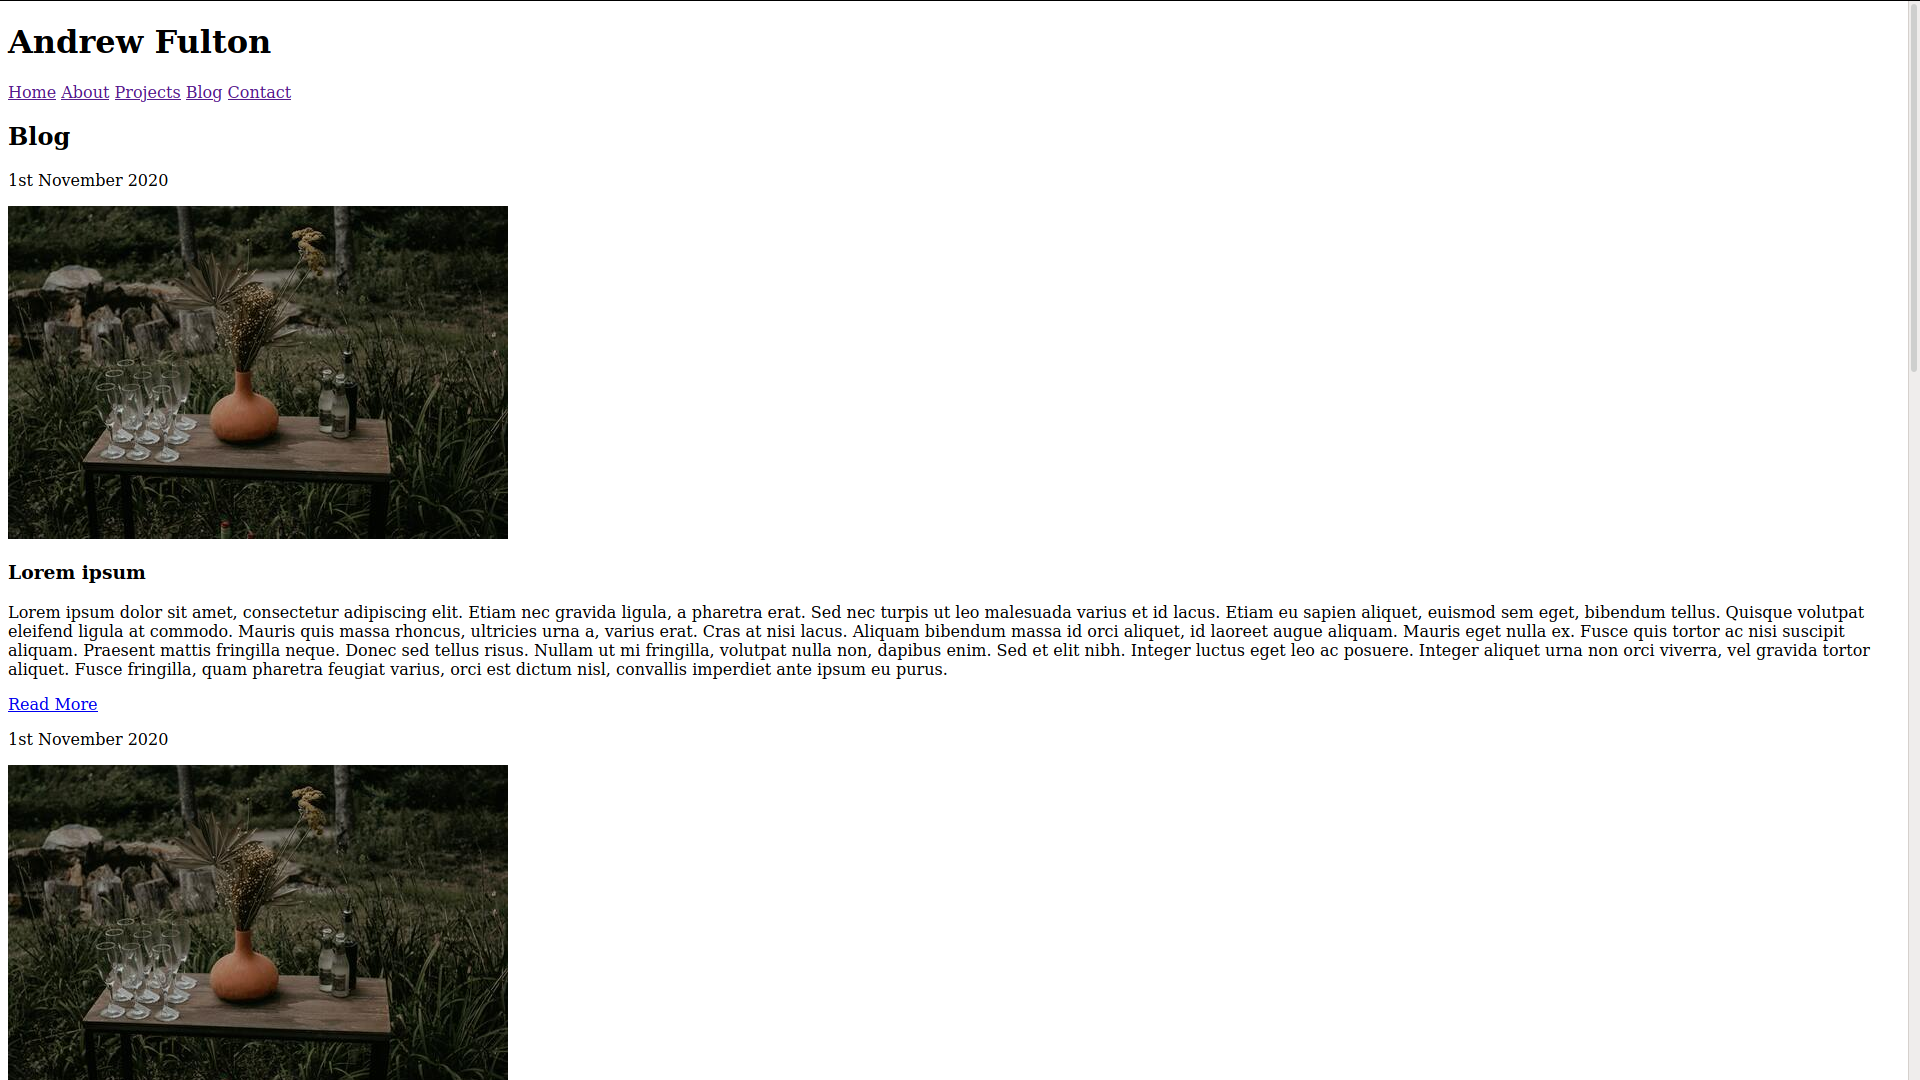 Andrew Fulton
Home About Projects Blog Contact
Blog
1st November 2020
Lorem ipsum
Lorem ipsum dolor sit amet, consectetur adipiscing elit. Etiam nec gravida ligula, a pharetra erat. Sed nec turpis ut leo malesuada varius et id lacus. Etiam eu sapien aliquet, euismod sem eget, bibendum tellus. Quisque volutpat
eleifend ligula at commodo. Mauris quis massa rhoncus, ultricies urna a, varius erat. Cras at nisi lacus. Aliquam bibendum massa id orci aliquet, id laoreet augue aliquam. Mauris eget nulla ex. Fusce quis tortor ac nisi suscipit
aliquam. Praesent mattis fringilla neque. Donec sed tellus risus. Nullam ut mi fringilla, volutpat nulla non, dapibus enim. Sed et elit nibh. Integer luctus eget leo ac posuere. Integer aliquet urna non orci viverra, vel gravida tortor
aliquet. Fusce fringilla, quam pharetra feugiat varius, orci est dictum nisl, convallis imperdiet ante ipsum eu purus.
Read More
1st November 2020